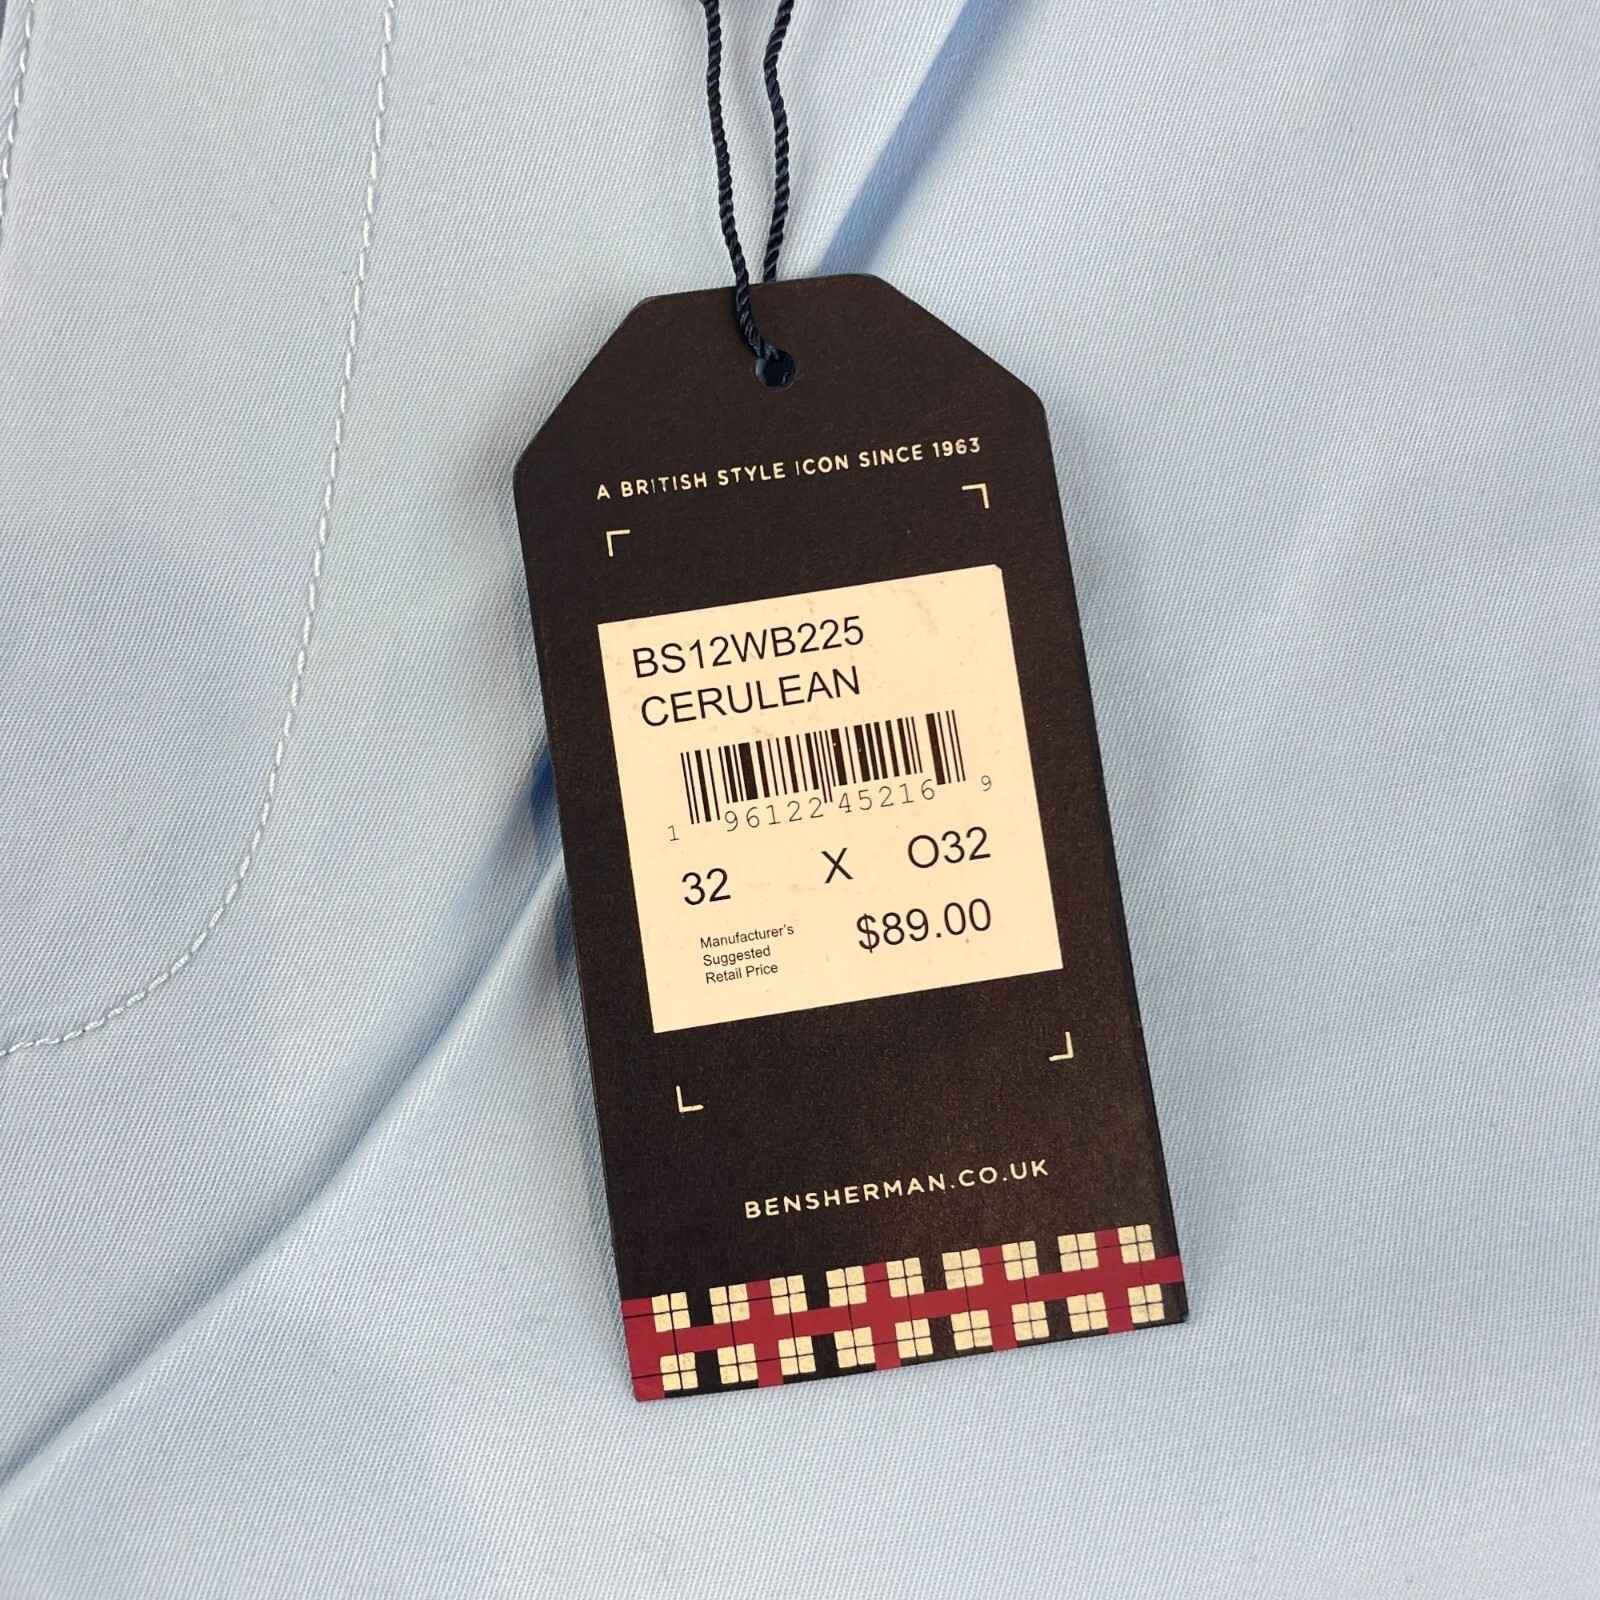 A BRITISH STYLE ICON SINCE 1963
BS12WB225
CERULEAN
1 96122 45216 9
32 X O32
Manufacturer's
Suggested
Retail Price
$89.00
BENSHERMAN.CO.UK